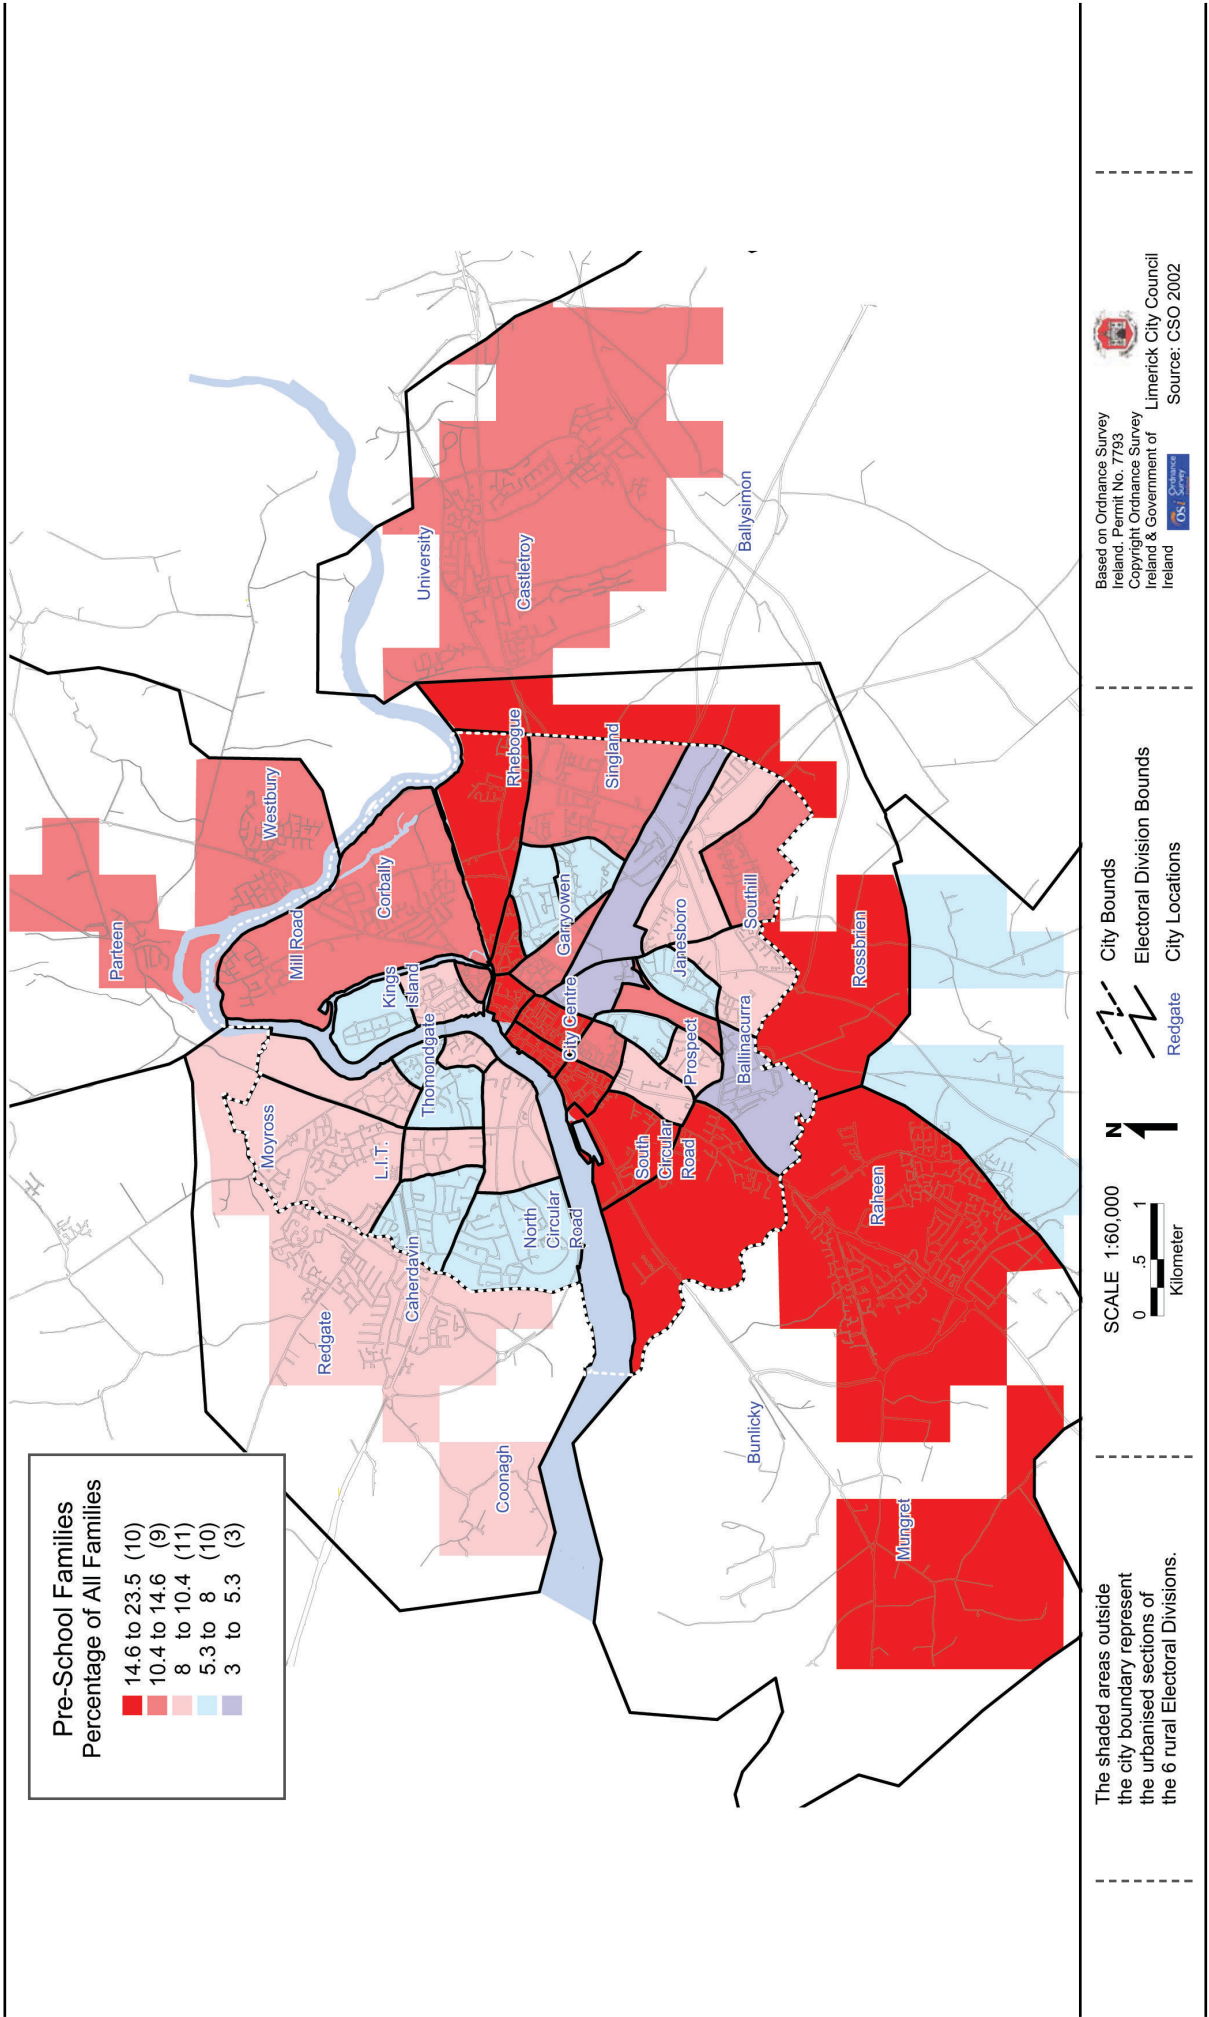 Pre-School Families
Percentage of All Families
14.6 to 23.5 (10)
10.4 to 14.6 (9)
8 to 10.4 (11)
5.3 to 8 (10)
3 to 5.3 (3)
Parteen
Westbury
Mill Road
Corbally
Moyross
Kings
Island
Thomondgate
L.I.T.
Redgate
Caherdavin
North
Circular
Road
Coonagh
University
Castletroy
Rhebogue
Singland
Garryowen
City Centre
Ballysimon
Janesboro
Southill
Prospect
Ballinacurra
South
Circular
Road
Rossbrien
Raheen
Bunlicky
Mungret
The shaded areas outside
the city boundary represent
the urbanised sections of
the 6 rural Electoral Divisions.
SCALE 1:60,000
0 .5 1
Kilometer
N
City Bounds
Electoral Division Bounds
Redgate City Locations
Based on Ordnance Survey
Ireland. Permit No. 7793
Copyright Ordnance Survey
Ireland & Government of
Ireland
OSi Ordnance
Survey
Limerick City Council
Source: CSO 2002